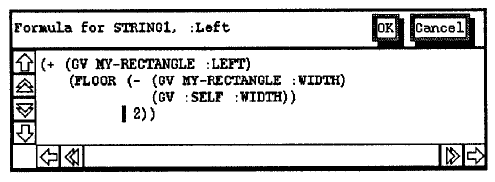 Formula for STRING1, :Left OK Cancel
(+ (GV MY-RECTANGLE :LEFT)
(FLOOR (- (GV MY-RECTANGLE :WIDTH)
(GV :SELF :WIDTH))
2))